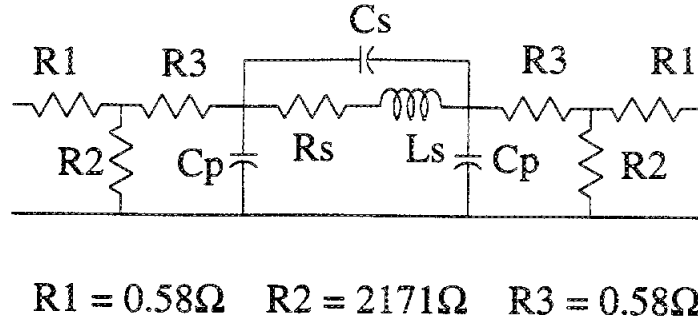 Cs
R1 R3 R3 R1
R2 Cp Rs Ls Cp R2
R1 = 0.58Ω R2 = 2171Ω R3 = 0.58Ω